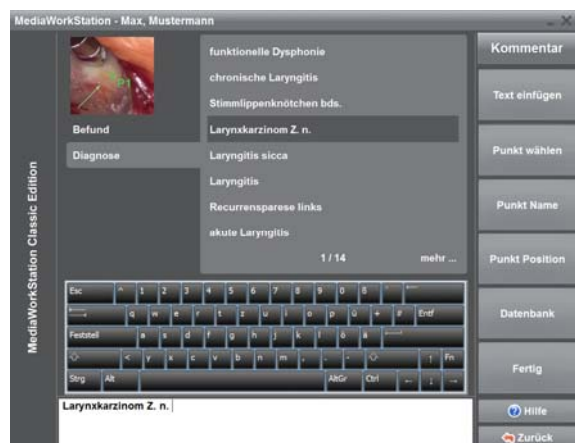 MediaWorkStation - Max, Mustermann
MediaWorkStation Classic Edition
P1
Befund
Diagnose
funktionelle Dysphonie
chronische Laryngitis
Stimmlippenknötchen bds.
Larynxkarzinom Z. n.
Laryngitis sicca
Laryngitis
Recurrensparese links
akute Laryngitis
1 / 14 mehr ...
Kommentar
Text einfügen
Punkt wählen
Punkt Name
Punkt Position
Datenbank
Fertig
Hilfe
Zurück
Esc ^ 1 2 3 4 5 6 7 8 9 0 ß ´
q w e r t z u i o p ü + # Entf
Feststell a s d f g h j k l ö ä
< y x c v b n m , . -  Fn
Strg Alt AltGr Ctrl
Larynxkarzinom Z. n.